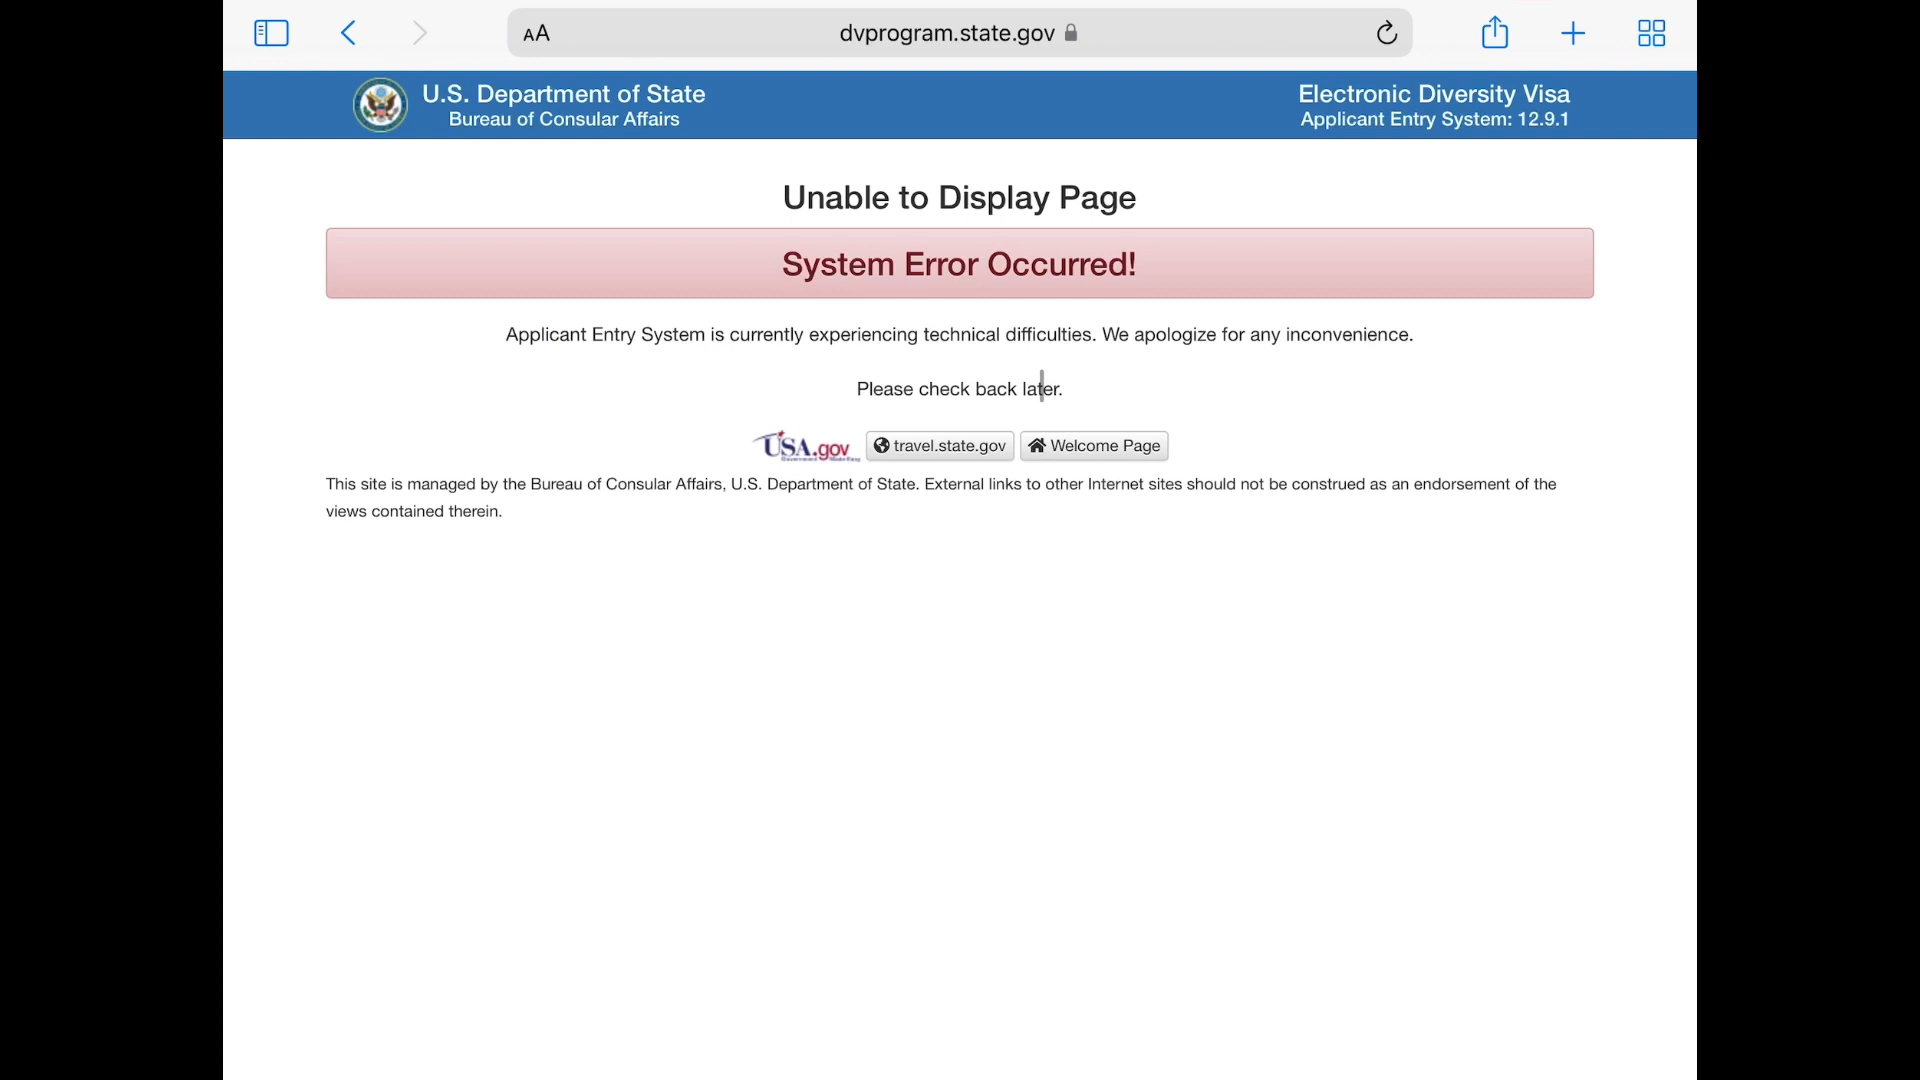 AA
dvprogram.state.gov
U.S. Department of State
Bureau of Consular Affairs
Electronic Diversity Visa
Applicant Entry System: 12.9.1
Unable to Display Page
System Error Occurred!
Applicant Entry System is currently experiencing technical difficulties. We apologize for any inconvenience.
Please check back later.
USA.gov
travel.state.gov
Welcome Page
This site is managed by the Bureau of Consular Affairs, U.S. Department of State. External links to other Internet sites should not be construed as an endorsement of the
views contained therein.